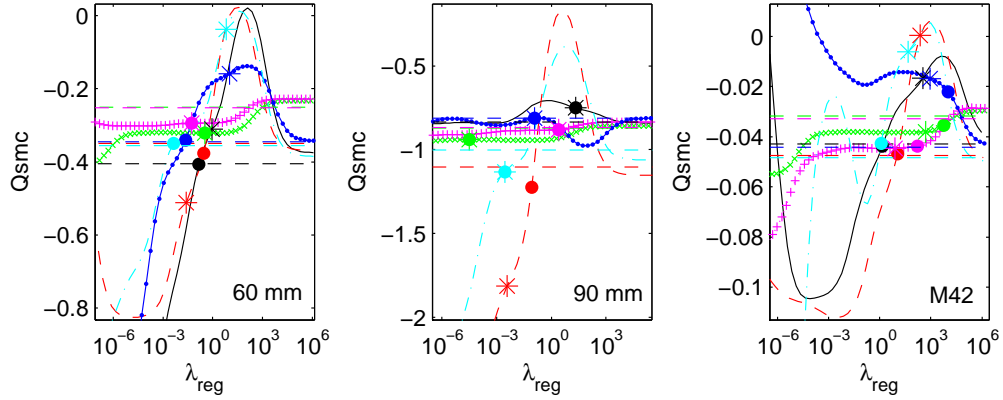 0
−0.2
−0.4
−0.6
−0.8
Qsmc
60 mm
10^−6 10^−3 10^0 10^3 10^6
λ_reg
−0.5
−1
−1.5
−2
Qsmc
90 mm
10^−6 10^−3 10^0 10^3 10^6
λ_reg
0
−0.02
−0.04
−0.06
−0.08
−0.1
Qsmc
M42
10^−6 10^−3 10^0 10^3 10^6
λ_reg